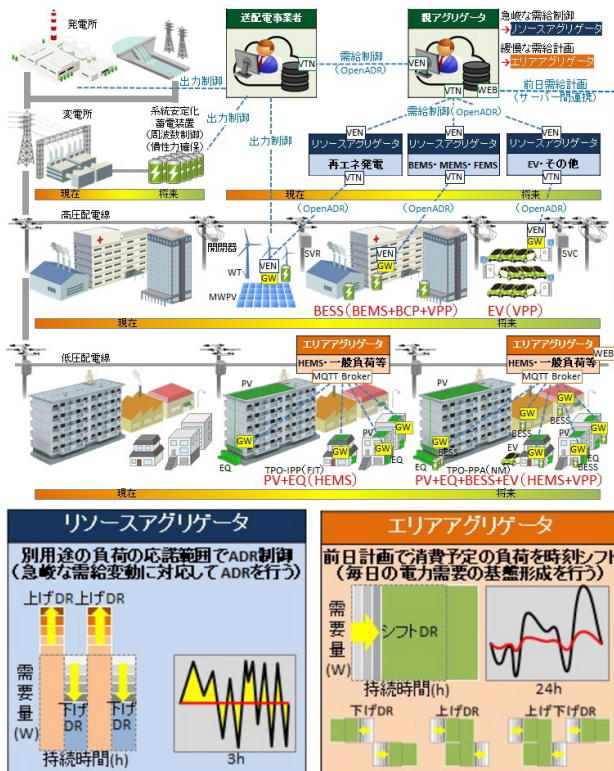 発電所
送配電事業者
親アグリゲータ
急峻な需給制御
→リソースアグリゲータ
緩慢な需給計画
→エリアアグリゲータ
VTN
需給制御
(OpenADR)
VEN
VTN
WEB
前日需給計画
(サーバー間連携)
出力制御
変電所
系統安定化
蓄電装置
(周波数制御)
(慣性力確保)
出力制御
出力制御
需給制御(OpenADR)
VEN
VEN
VEN
リソースアグリゲータ
リソースアグリゲータ
リソースアグリゲータ
再エネ発電
BEMS・MEMS・FEMS
EV・その他
VTN
VTN
VTN
現在
将来
現在
将来
高圧配電線
(OpenADR)
(OpenADR)
(OpenADR)
開閉器
SVR
SVC
WT
VEN
GW
VEN
GW
VEN
GW
MWPV
BESS(BEMS+BCP+VPP)
EV(VPP)
現在
将来
低圧配電線
エリアアグリゲータ
HEMS・一般負荷等
MQTT Broker
エリアアグリゲータ
HEMS・一般負荷等
MQTT Broker
WEB
PV
PV
GW
GW
GW
PV
EQ
EQ
TPO-IPP(FIT)
PV+EQ(HEMS)
PV
GW
BESS
PV
GW
GW
GW
GW
BESS
EQ
EV
BESS
EQ
TPO-PPA(NM)
PV+EQ+BESS+EV(HEMS+VPP)
現在
将来
リソースアグリゲータ
別用途の負荷の応諾範囲でADR制御
(急峻な需給変動に対応してADRを行う)
上げDR
上げDR
需要量
(W)
下げDR
下げDR
持続時間(h)
3h
エリアアグリゲータ
前日計画で消費予定の負荷を時刻シフト
(毎日の電力需要の基盤形成を行う)
需要量
(W)
シフトDR
持続時間(h)
24h
下げDR
上げDR
上げ下げDR